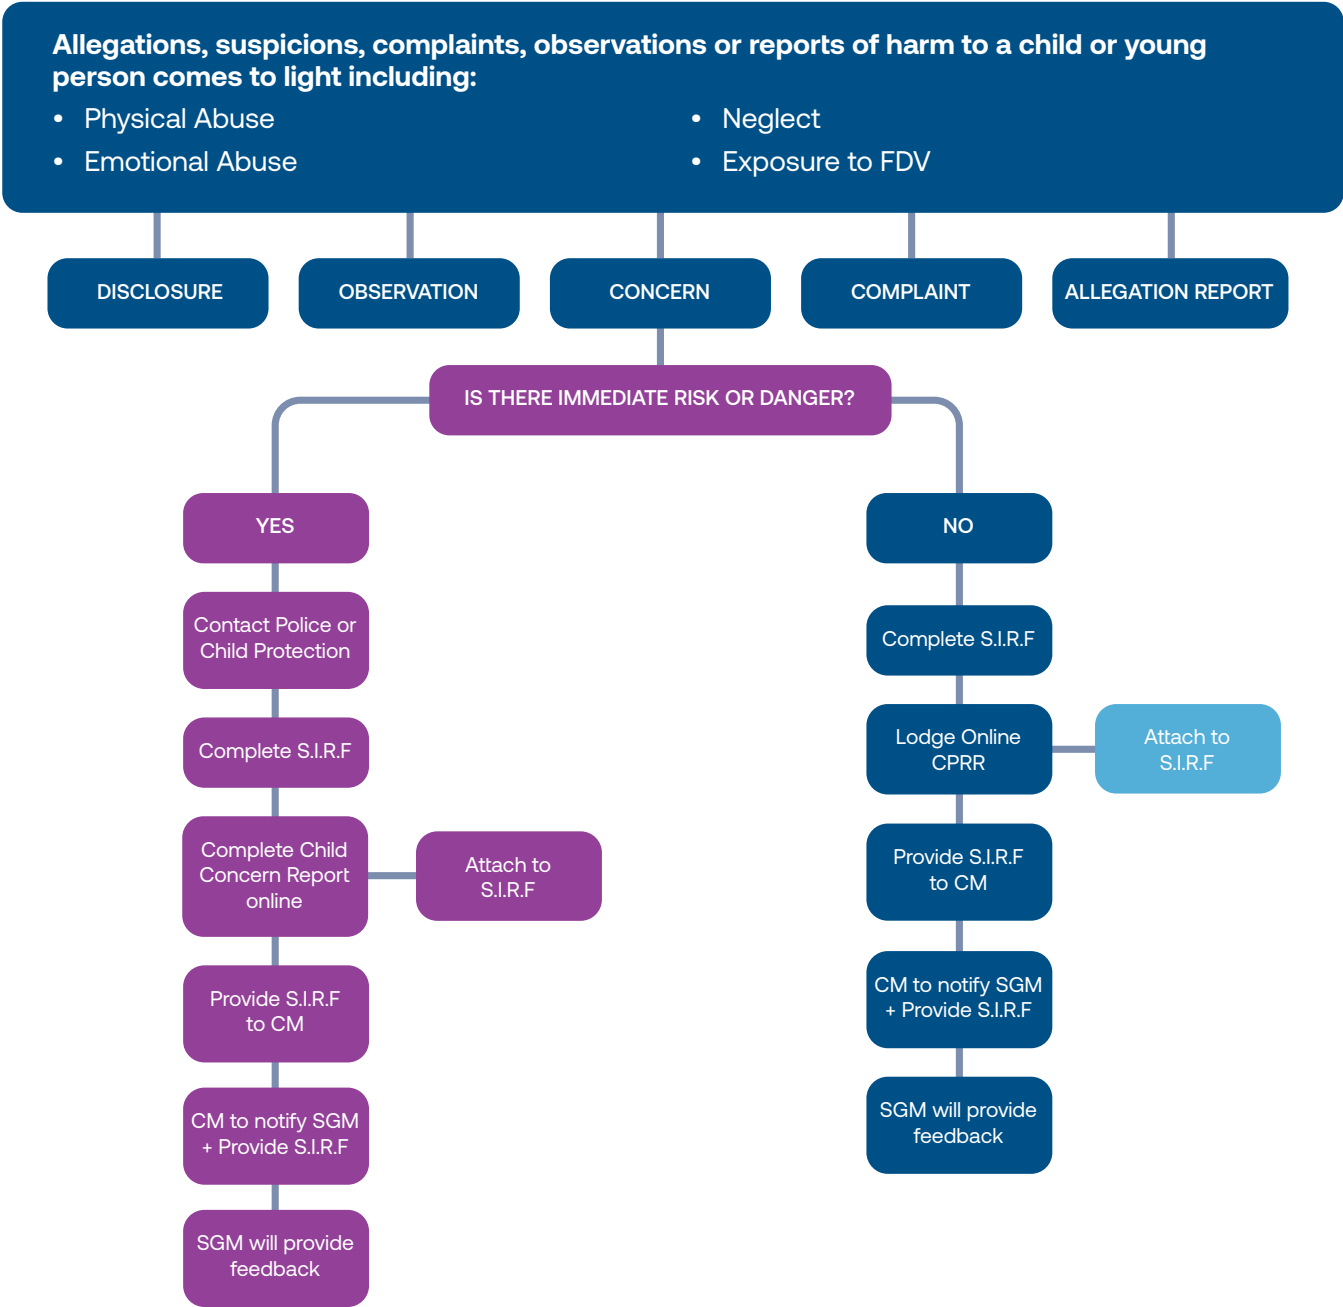 Allegations, suspicions, complaints, observations or reports of harm to a child or young
person comes to light including:
• Physical Abuse
• Emotional Abuse
• Neglect
• Exposure to FDV
DISCLOSURE
OBSERVATION
CONCERN
COMPLAINT
ALLEGATION REPORT
IS THERE IMMEDIATE RISK OR DANGER?
YES
Contact Police or
Child Protection
Complete S.I.R.F
Complete Child
Concern Report
online
Attach to
S.I.R.F
Provide S.I.R.F
to CM
CM to notify SGM
+ Provide S.I.R.F
SGM will provide
feedback
NO
Complete S.I.R.F
Lodge Online
CPRR
Attach to
S.I.R.F
Provide S.I.R.F
to CM
CM to notify SGM
+ Provide S.I.R.F
SGM will provide
feedback